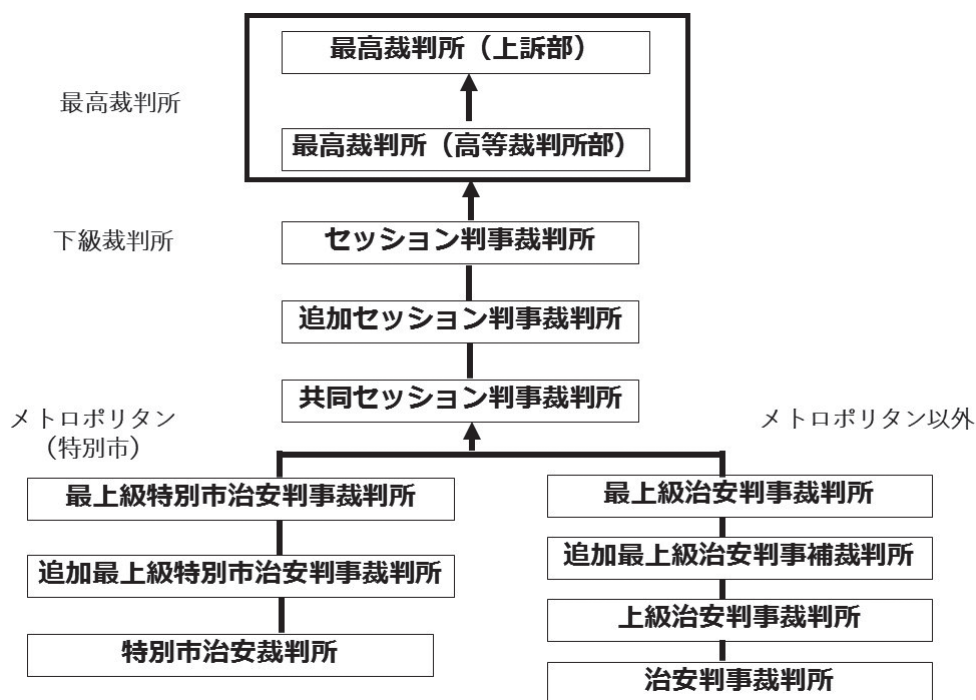 最高裁判所（上訴部）
最高裁判所
最高裁判所（高等裁判所部）
下級裁判所
セッション判事裁判所
追加セッション判事裁判所
共同セッション判事裁判所
メトロポリタン
（特別市）
メトロポリタン以外
最上級特別市治安判事裁判所
追加最上級特別市治安判事裁判所
特別市治安裁判所
最上級治安判事裁判所
追加最上級治安判事補裁判所
上級治安判事裁判所
治安判事裁判所